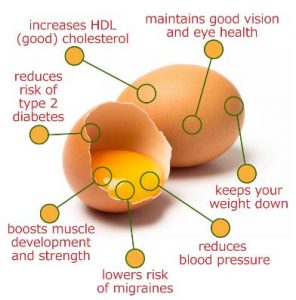 increases HDL
(good) cholesterol
maintains good vision
and eye health
reduces
risk of
type 2
diabetes
keeps your
weight down
boosts muscle
development
and strength
lowers risk
of migraines
reduces
blood pressure